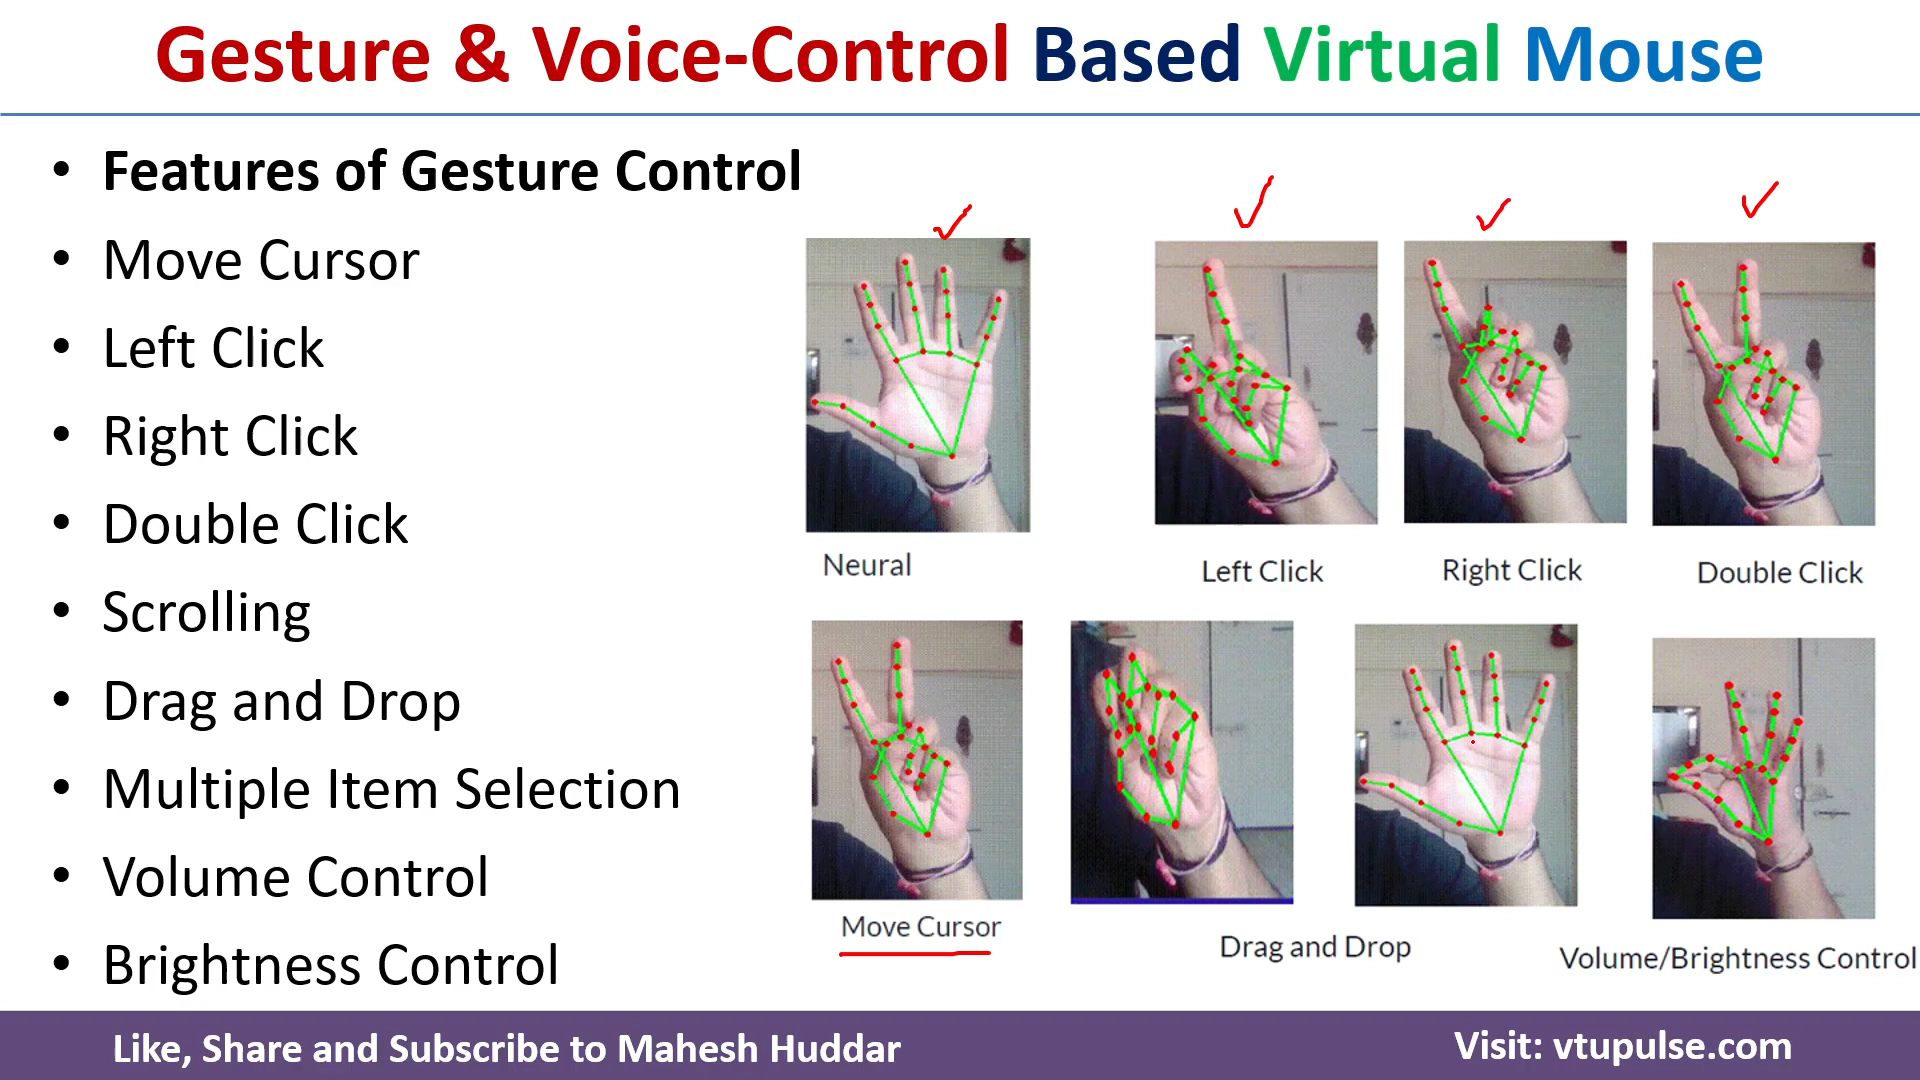 Gesture & Voice-Control Based Virtual Mouse
• Features of Gesture Control
• Move Cursor
• Left Click
• Right Click
• Double Click
• Scrolling
• Drag and Drop
• Multiple Item Selection
• Volume Control
• Brightness Control
Neural
Left Click
Right Click
Double Click
Move Cursor
Drag and Drop
Volume/Brightness Control
Like, Share and Subscribe to Mahesh Huddar
Visit: vtupulse.com